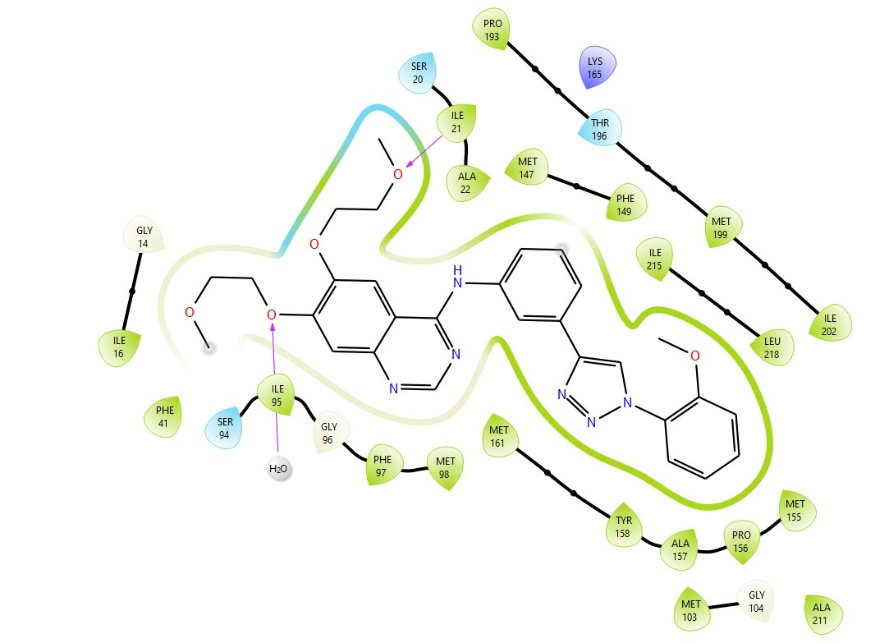 PRO
193
LYS
165
SER
20
ILE
21
THR
196
MET
147
ALA
22
PHE
149
MET
199
GLY
14
ILE
215
H
N
O
O
O
O
ILE
16
ILE
202
LEU
218
N
N
O
N
N
N
PHE
41
SER
94
ILE
95
GLY
96
PHE
97
MET
98
H2O
MET
161
TYR
158
ALA
157
PRO
156
MET
155
MET
103
GLY
104
ALA
211